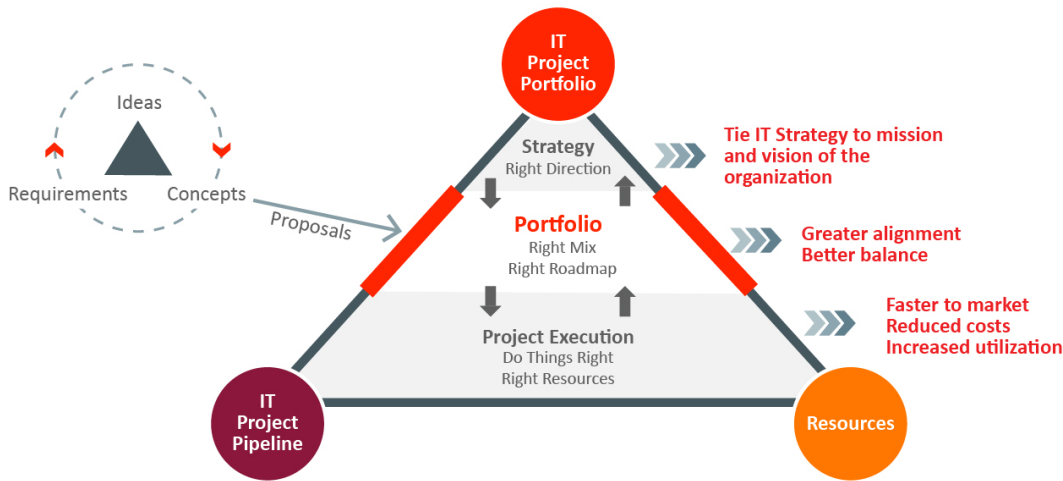 IT
Project
Portfolio
Ideas
Requirements
Concepts
Proposals
Strategy
Right Direction
Tie IT Strategy to mission
and vision of the
organization
Portfolio
Right Mix
Right Roadmap
Greater alignment
Better balance
Project Execution
Do Things Right
Right Resources
Faster to market
Reduced costs
Increased utilization
IT
Project
Pipeline
Resources